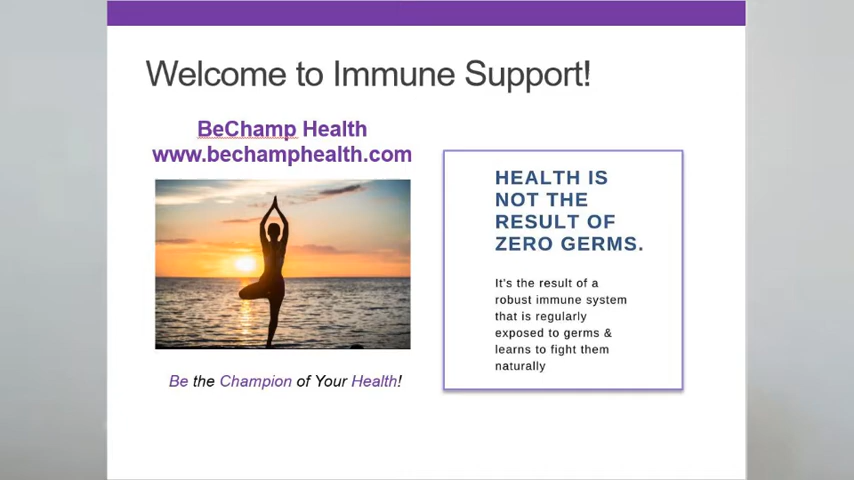 Welcome to Immune Support!
BeChamp Health
www.bechamphealth.com
HEALTH IS
NOT THE
RESULT OF
ZERO GERMS.
It's the result of a
robust immune system
that is regularly
exposed to germs &
learns to fight them
naturally
Be the Champion of Your Health!